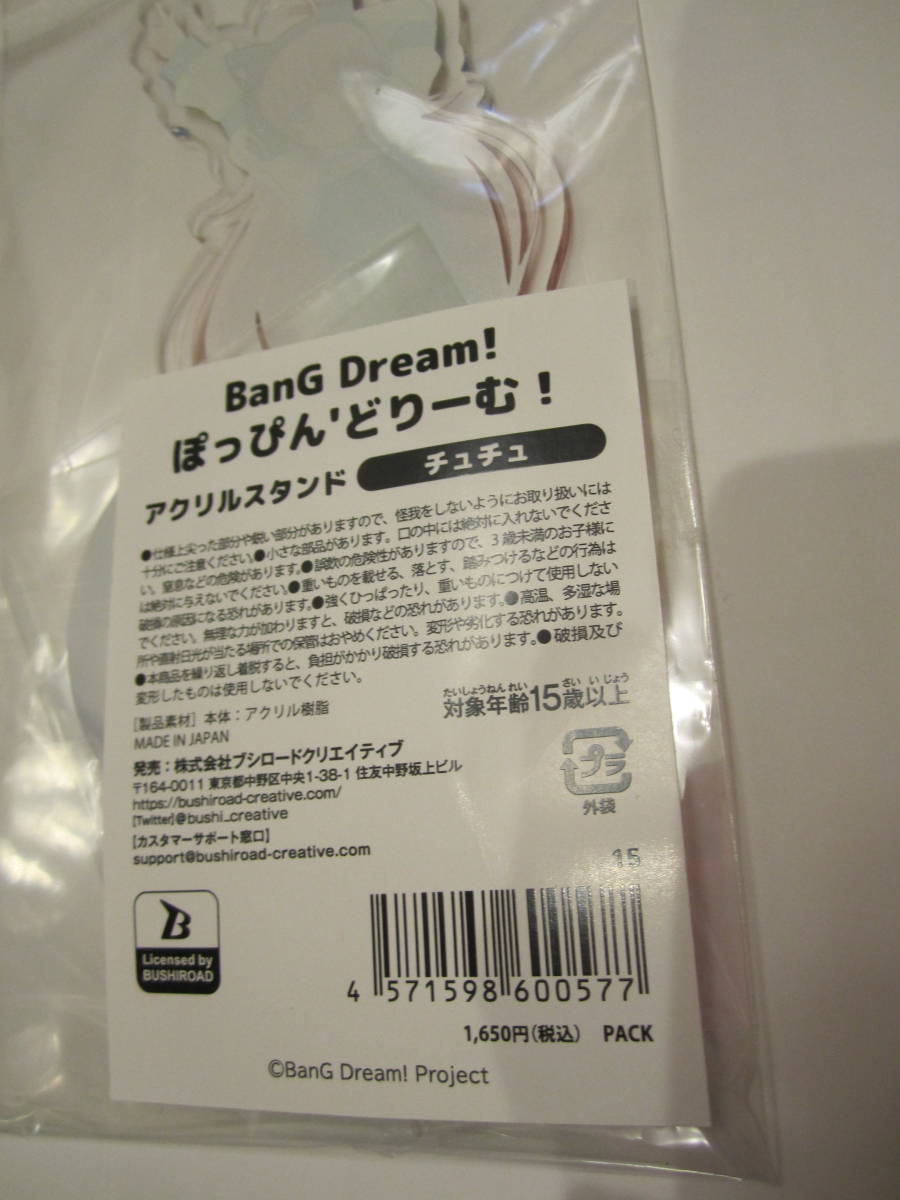 BanG Dream!
ぽっぴん'どりーむ！
アクリルスタンド チュチュ
●仕様上尖った部分や鋭い部分がありますので、怪我をしないようにお取り扱いには
十分にご注意ください。●小さな部品があります。口の中には絶対に入れないでくださ
い。窒息などの危険があります。●誤飲の危険性がありますので、3歳未満のお子様に
は絶対に与えないでください。●重いものを載せる、落とす、踏みつけるなどの行為は
破損の原因になる恐れがあります。●強くひっぱったり、重いものにつけて使用しない
でください。無理な力が加わりますと、破損などの恐れがあります。●高温、多湿な場
所や直射日光が当たる場所での保管はおやめください。変形や劣化する恐れがあります。
●本商品を繰り返し着脱すると、負担がかかり破損する恐れがあります。●破損及び
変形したものは使用しないでください。
たいしょうねんれい さい い じょう
対象年齢15歳以上
[製品素材] 本体：アクリル樹脂
MADE IN JAPAN
発売：株式会社ブシロードクリエイティブ
〒164-0011 東京都中野区中央1-38-1 住友中野坂上ビル
https://bushiroad-creative.com/
[Twitter]@bushi_creative
【カスタマーサポート窓口】
support@bushiroad-creative.com
プラ
外袋
15
B
Licensed by
BUSHIROAD
4 571598 600577
1,650円(税込) PACK
©BanG Dream! Project